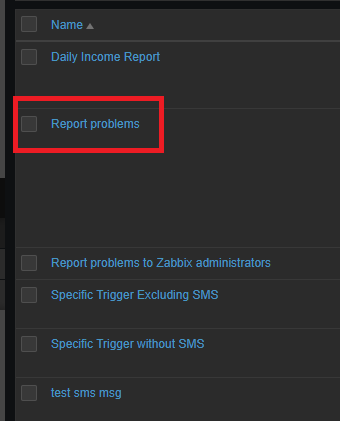 Name
Daily Income Report
Report problems
Report problems to Zabbix administrators
Specific Trigger Excluding SMS
Specific Trigger without SMS
test sms msg